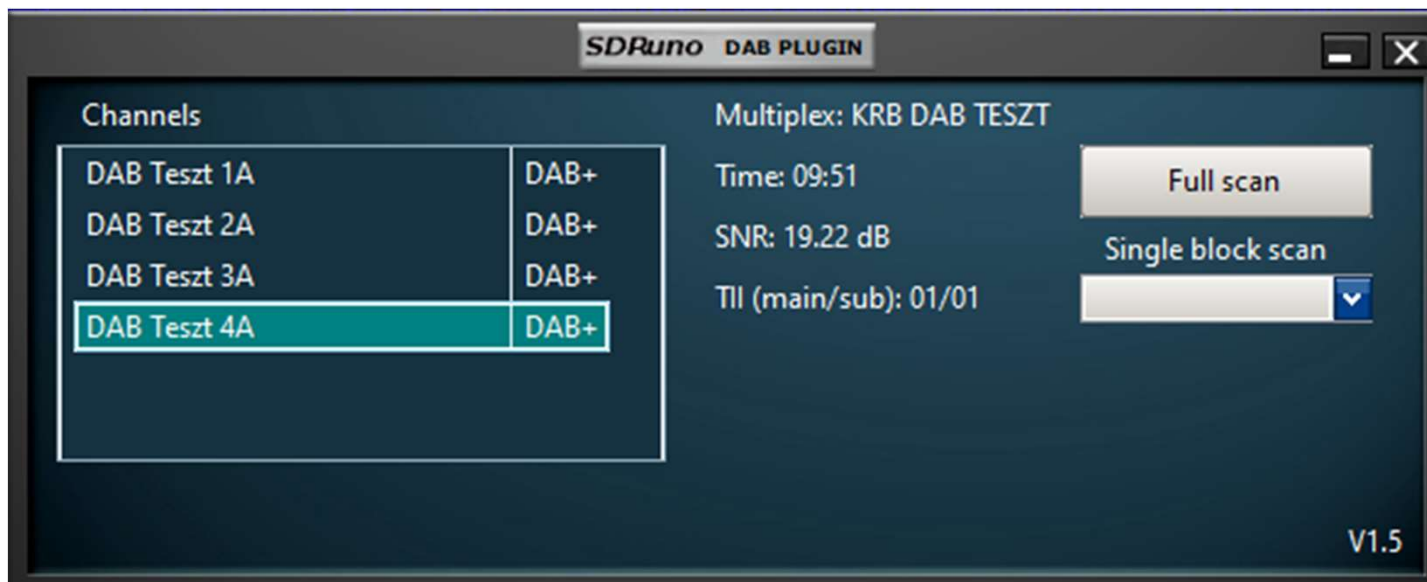 SDRuno DAB PLUGIN
Channels
DAB Teszt 1A DAB+
DAB Teszt 2A DAB+
DAB Teszt 3A DAB+
DAB Teszt 4A DAB+
Multiplex: KRB DAB TESZT
Time: 09:51
SNR: 19.22 dB
TII (main/sub): 01/01
Full scan
Single block scan
V1.5